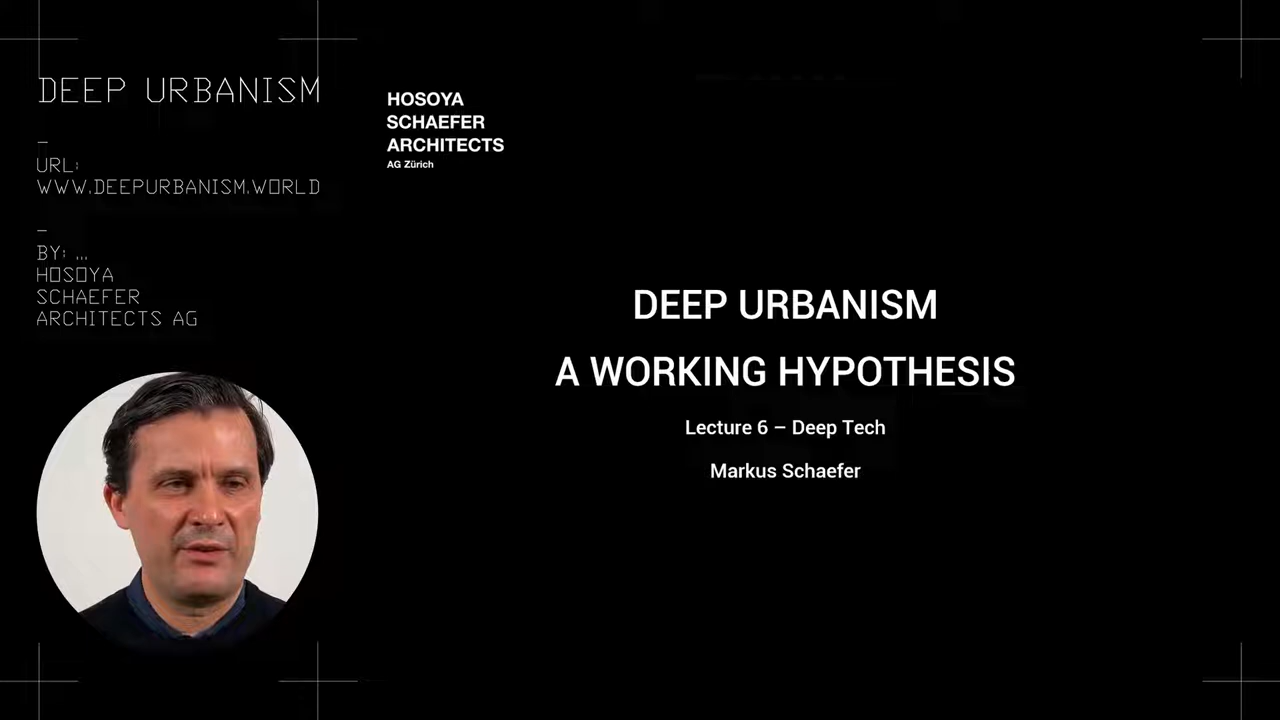 DEEP URBANISM
–
URL:
WWW.DEEPURBANISM.WORLD
–
BY: ...
HOSOYA
SCHAEFER
ARCHITECTS AG
HOSOYA
SCHAEFER
ARCHITECTS
AG Zürich
DEEP URBANISM
A WORKING HYPOTHESIS
Lecture 6 – Deep Tech
Markus Schaefer